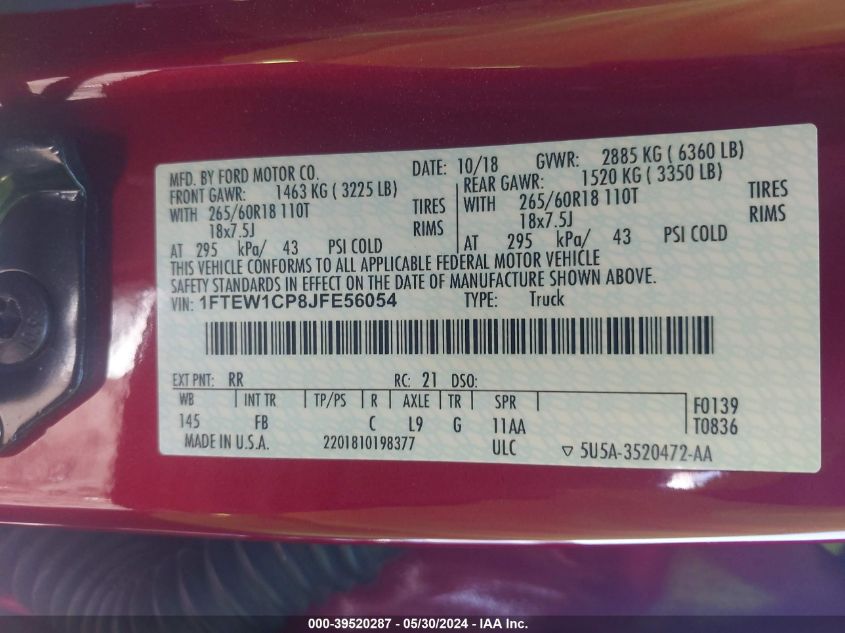 MFD. BY FORD MOTOR CO. DATE: 10/18 GVWR: 2885 KG ( 6360 LB)
FRONT GAWR: 1463 KG ( 3225 LB) REAR GAWR: 1520 KG ( 3350 LB)
WITH 265/60R18 110T TIRES WITH 265/60R18 110T TIRES
18x7.5J RIMS 18x7.5J RIMS
AT 295 kPa/ 43 PSI COLD AT 295 kPa/ 43 PSI COLD
THIS VEHICLE CONFORMS TO ALL APPLICABLE FEDERAL MOTOR VEHICLE
SAFETY STANDARDS IN EFFECT ON THE DATE OF MANUFACTURE SHOWN ABOVE.
VIN: 1FTEW1CP8JFE56054 TYPE: Truck
EXT PNT: RR RC: 21 DSO:
WB INT TR TP/PS R AXLE TR SPR F0139
145 FB C L9 G 11AA T0836
MADE IN U.S.A. 2201810198377 ULC ▽ 5U5A-3520472-AA
000-39520287 - 05/30/2024 - IAA Inc.